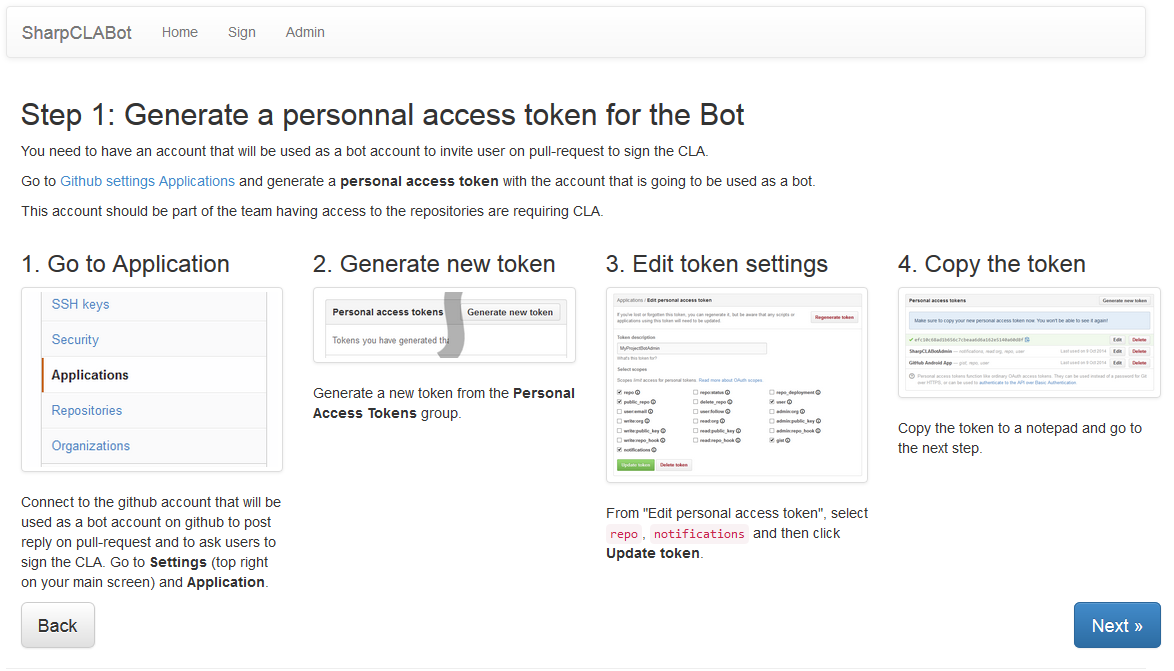 SharpCLABot Home Sign Admin
Step 1: Generate a personnal access token for the Bot
You need to have an account that will be used as a bot account to invite user on pull-request to sign the CLA.
Go to Github settings Applications and generate a personal access token with the account that is going to be used as a bot.
This account should be part of the team having access to the repositories are requiring CLA.
1. Go to Application
SSH keys
Security
Applications
Repositories
Organizations
Connect to the github account that will be
used as a bot account on github to post
reply on pull-request and to ask users to
sign the CLA. Go to Settings (top right
on your main screen) and Application.
2. Generate new token
Personal access tokens
Generate new token
Tokens you have generated tha
Generate a new token from the Personal
Access Tokens group.
3. Edit token settings
Applications / Edit personal access token
If you've lost or forgotten this token, you can regenerate it, but be aware that any scripts or
applications using this token will need to be updated.
Regenerate token
Token description
MyProjectBotAdmin
What's this token for?
Select scopes
Scopes limit access for personal tokens. Read more about OAuth scopes.
repo repo:status repo_deployment
public_repo delete_repo user
user:email user:follow admin:org
write:org read:org admin:public_key
write:public_key read:public_key admin:repo_hook
write:repo_hook read:repo_hook gist
notifications
Update token Delete token
From "Edit personal access token", select
repo, notifications and then click
Update token.
4. Copy the token
Personal access tokens
Generate new token
Make sure to copy your new personal access token now. You won't be able to see it again!
Edit Delete
SharpCLABotAdmin — notifications, read:org, repo, user Last used on 9 Oct 2014 Edit Delete
GitHub Android App — gist, repo, user Last used on 9 Oct 2014 Edit Delete
Personal access tokens function like ordinary OAuth access tokens. They can be used instead of a password for Git
over HTTPS, or can be used to authenticate to the API over Basic Authentication.
Copy the token to a notepad and go to
the next step.
Back
Next »